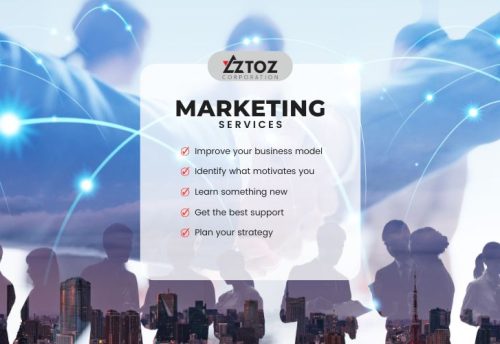 AZTOZ
CORPORATION
MARKETING
SERVICES
Improve your business model
Identify what motivates you
Learn something new
Get the best support
Plan your strategy